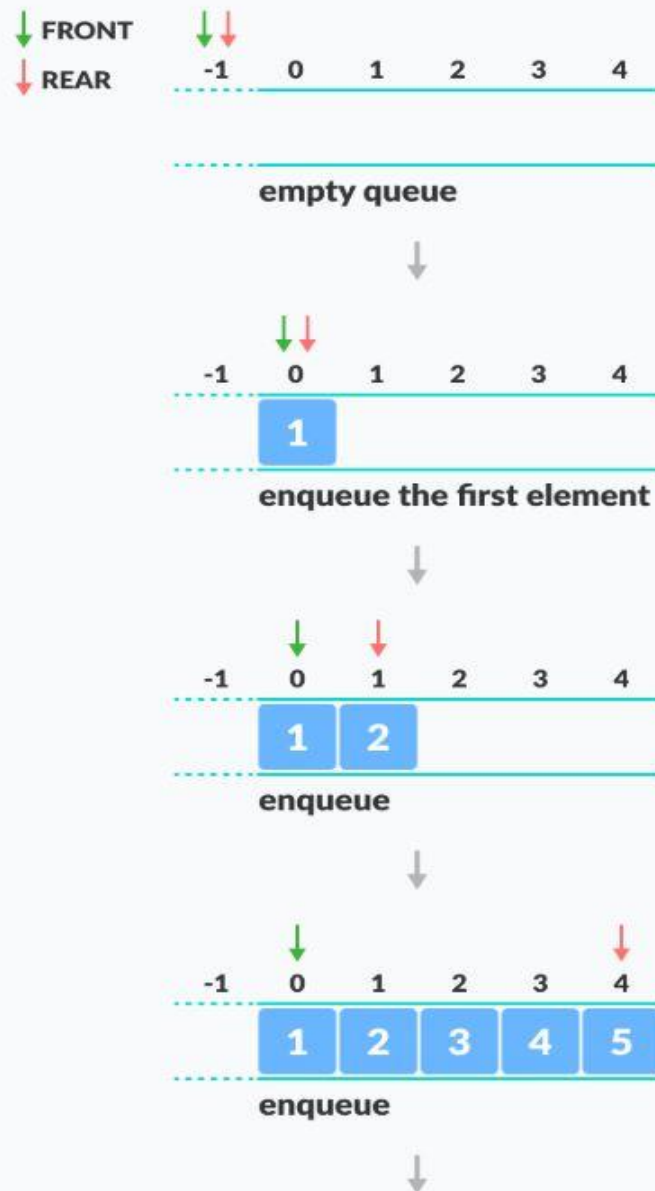 FRONT
REAR
-1 0 1 2 3 4
empty queue
-1 0 1 2 3 4
1
enqueue the first element
-1 0 1 2 3 4
1 2
enqueue
-1 0 1 2 3 4
1 2 3 4 5
enqueue